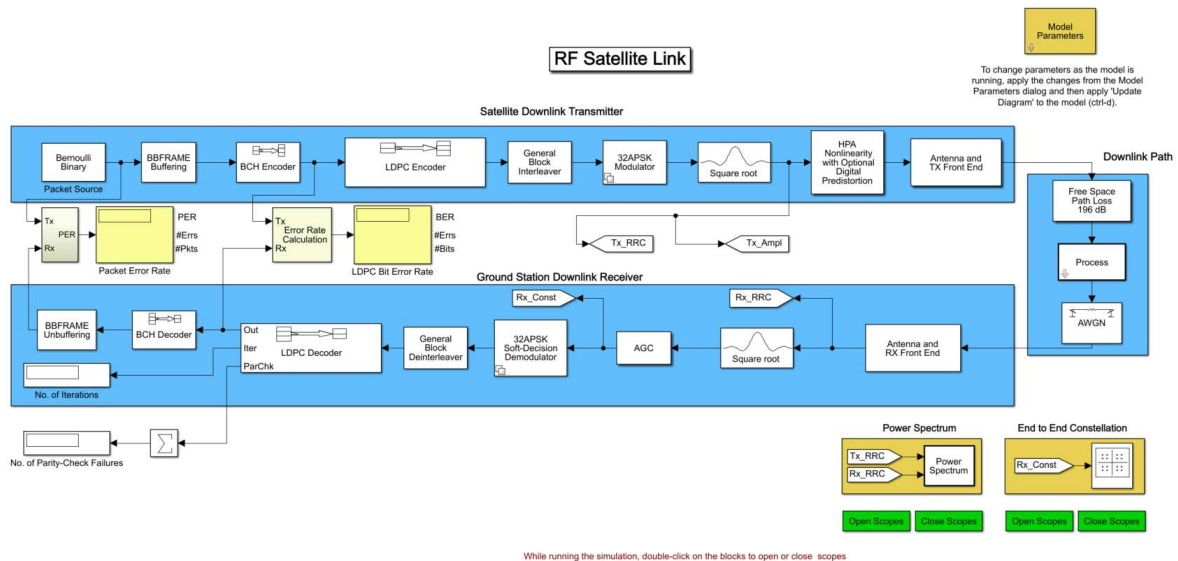 RF Satellite Link
Model
Parameters
To change parameters as the model is
running, apply the changes from the Model
Parameters dialog and then apply 'Update
Diagram' to the model (ctrl-d).
Satellite Downlink Transmitter
Bernoulli
Binary
Packet Source
BBFRAME
Buffering
BCH Encoder
LDPC Encoder
General
Block
Interleaver
32APSK
Modulator
Square root
HPA
Nonlinearity
with Optional
Digital
Predistortion
Antenna and
TX Front End
Downlink Path
Free Space
Path Loss
196 dB
Process
AWGN
Tx
Rx
PER
PER
#Errs
#Pkts
Packet Error Rate
Tx
Rx
Error Rate
Calculation
BER
#Errs
#Bits
LDPC Bit Error Rate
Tx_RRC
Tx_Ampl
Ground Station Downlink Receiver
Rx_Const
Rx_RRC
BBFRAME
Unbuffering
BCH Decoder
Out
Iter
ParChk
LDPC Decoder
General
Block
Deinterleaver
32APSK
Soft-Decision
Demodulator
AGC
Square root
Antenna and
RX Front End
No. of Iterations
No. of Parity-Check Failures
Power Spectrum
Tx_RRC
Rx_RRC
Power
Spectrum
Open Scopes
Close Scopes
End to End Constellation
Rx_Const
Open Scopes
Close Scopes
While running the simulation, double-click on the blocks to open or close scopes